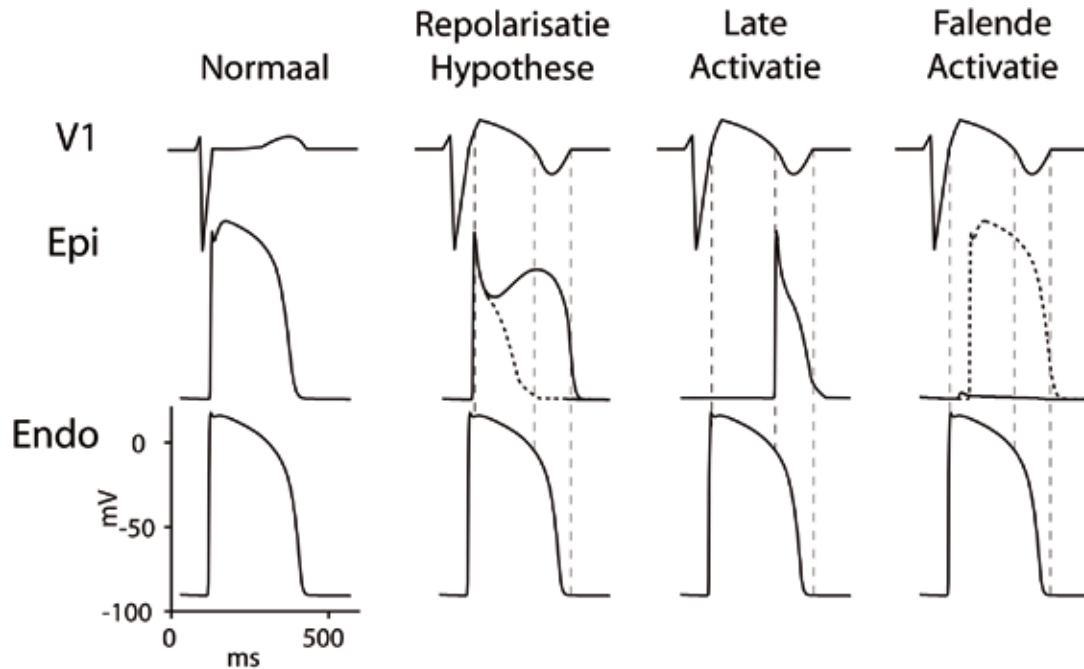 Normaal
Repolarisatie
Hypothese
Late
Activatie
Falende
Activatie
V1
Epi
Endo
0
-50
-100
mV
0
500
ms